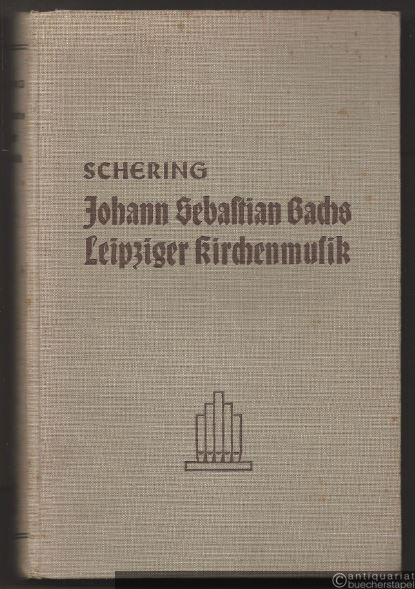 SCHERING
Johann Sebaſtian Bachs
Leipziger Kirchenmuſik
©antiquariat
buecherstapel